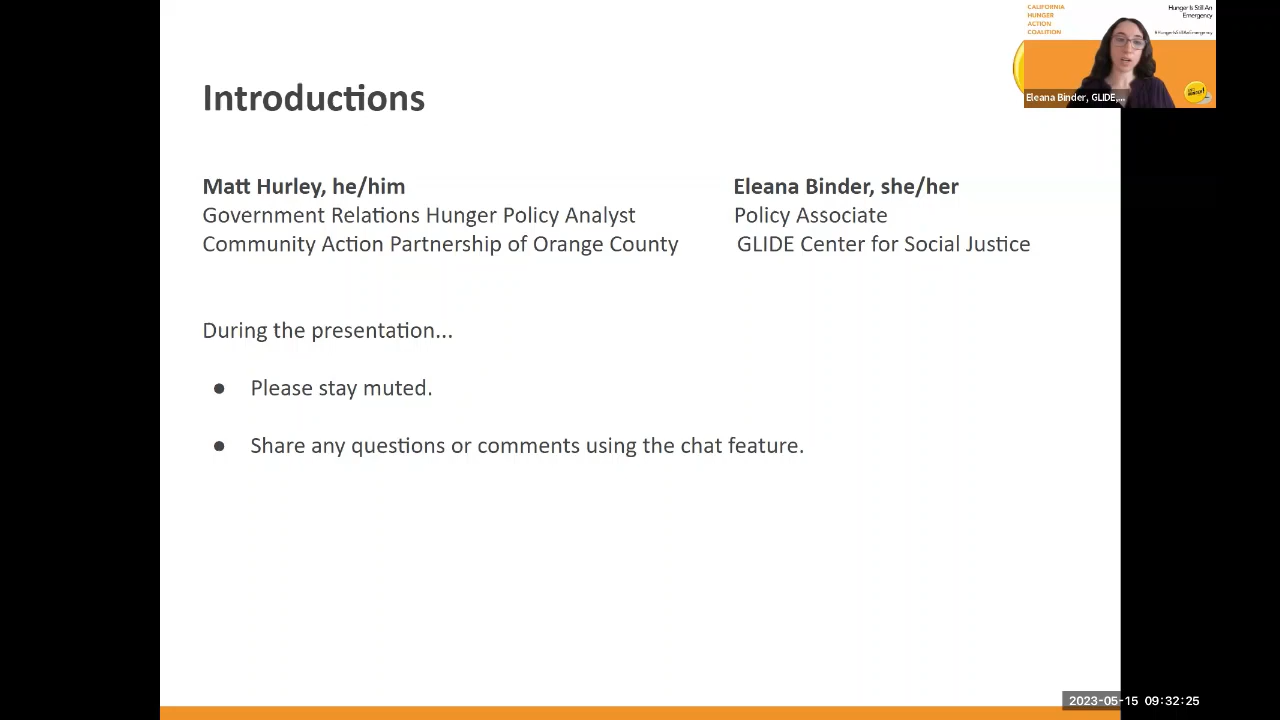 CALIFORNIA
HUNGER
ACTION
COALITION
Hunger Is Still An
Emergency
#HungerIsStillAnEmergency
Eleana Binder, GLIDE,...
Introductions
Matt Hurley, he/him
Government Relations Hunger Policy Analyst
Community Action Partnership of Orange County
Eleana Binder, she/her
Policy Associate
GLIDE Center for Social Justice
During the presentation...
● Please stay muted.
● Share any questions or comments using the chat feature.
2023-05-15 09:32:25